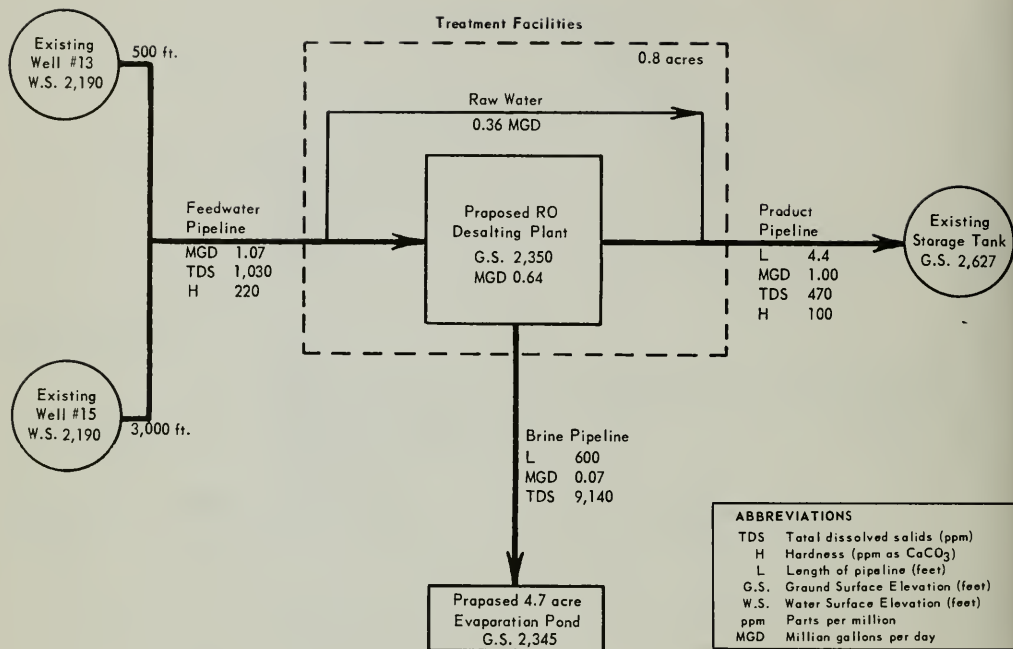 Treatment Facilities
0.8 acres
Existing
Well #13
W.S. 2,190
500 ft.
Raw Water
0.36 MGD
Feedwater
Pipeline
MGD 1.07
TDS 1,030
H 220
Proposed RO
Desalting Plant
G.S. 2,350
MGD 0.64
Product
Pipeline
L 4.4
MGD 1.00
TDS 470
H 100
Existing
Storage Tank
G.S. 2,627
Existing
Well #15
W.S. 2,190
3,000 ft.
Brine Pipeline
L 600
MGD 0.07
TDS 9,140
Prapased 4.7 acre
Evaparation Pond
G.S. 2,345
ABBREVIATIONS
TDS Tatal dissalved salids (ppm)
H Hardness (ppm as CaCO3)
L Length of pipeline (feet)
G.S. Ground Surface Elevation (feet)
W.S. Water Surface Elevation (feet)
ppm Parts per million
MGD Million gallons per day